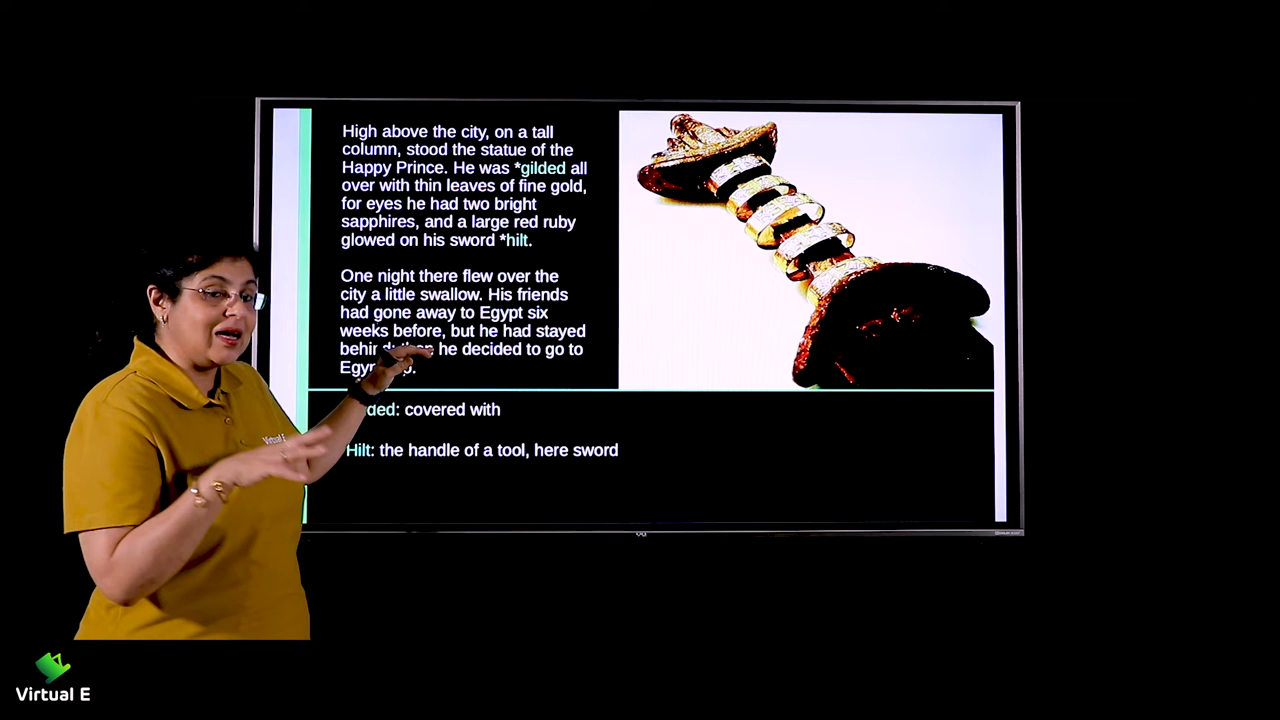 High above the city, on a tall
column, stood the statue of the
Happy Prince. He was *gilded all
over with thin leaves of fine gold,
for eyes he had two bright
sapphires, and a large red ruby
glowed on his sword *hilt.
One night there flew over the
city a little swallow. His friends
had gone away to Egypt six
weeks before, but he had stayed
he decided to go to
covered with
Hilt: the handle of a tool, here sword
Virtual E
Virtual E